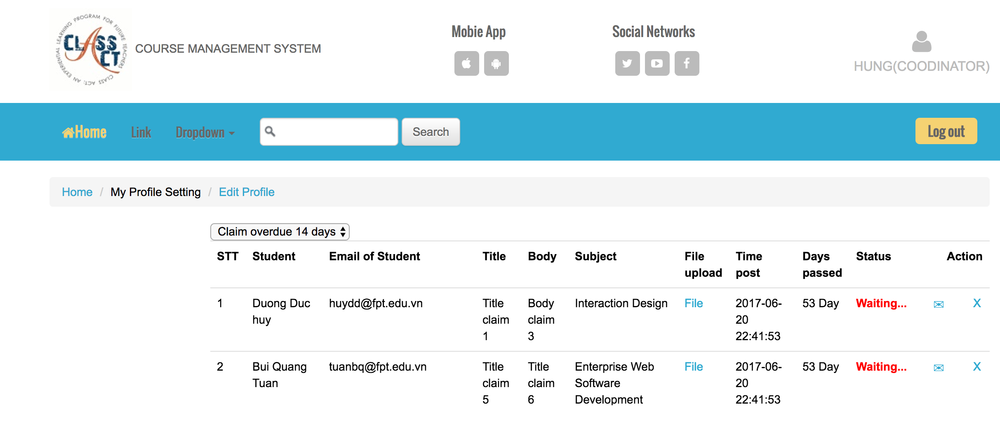 CLASS ACT: AN EXPERIENTIAL LEARNING PROGRAM FOR FUTURE TEACHERS
CLASS
CT
COURSE MANAGEMENT SYSTEM
Mobie App
Social Networks
HUNG(COODINATOR)
Home
Link
Dropdown
Search
Log out
Home / My Profile Setting / Edit Profile
Claim overdue 14 days
STT Student Email of Student Title Body Subject File Time Days Status Action
upload post passed
1 Duong Duc huydd@fpt.edu.vn Title Body Interaction Design File 2017-06- 53 Day Waiting... ✉ X
huy claim claim 20
1 3 22:41:53
2 Bui Quang tuanbq@fpt.edu.vn Title Title Enterprise Web File 2017-06- 53 Day Waiting... ✉ X
Tuan claim claim Software 20
5 6 Development 22:41:53